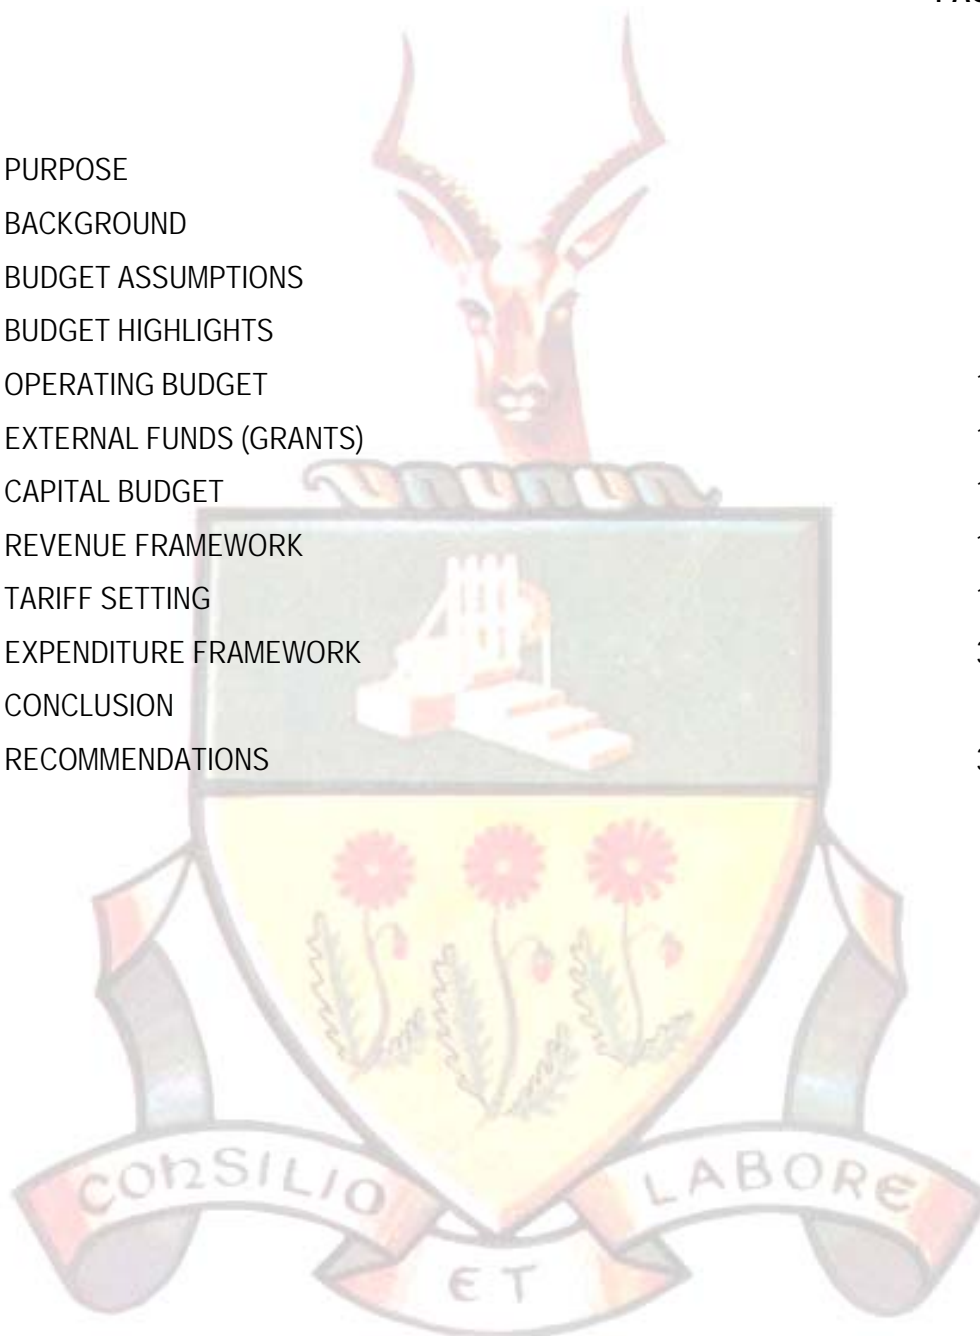 PURPOSE
BACKGROUND
BUDGET ASSUMPTIONS
BUDGET HIGHLIGHTS
OPERATING BUDGET
EXTERNAL FUNDS (GRANTS)
CAPITAL BUDGET
REVENUE FRAMEWORK
TARIFF SETTING
EXPENDITURE FRAMEWORK
CONCLUSION
RECOMMENDATIONS
CONSILIO ET LABORE